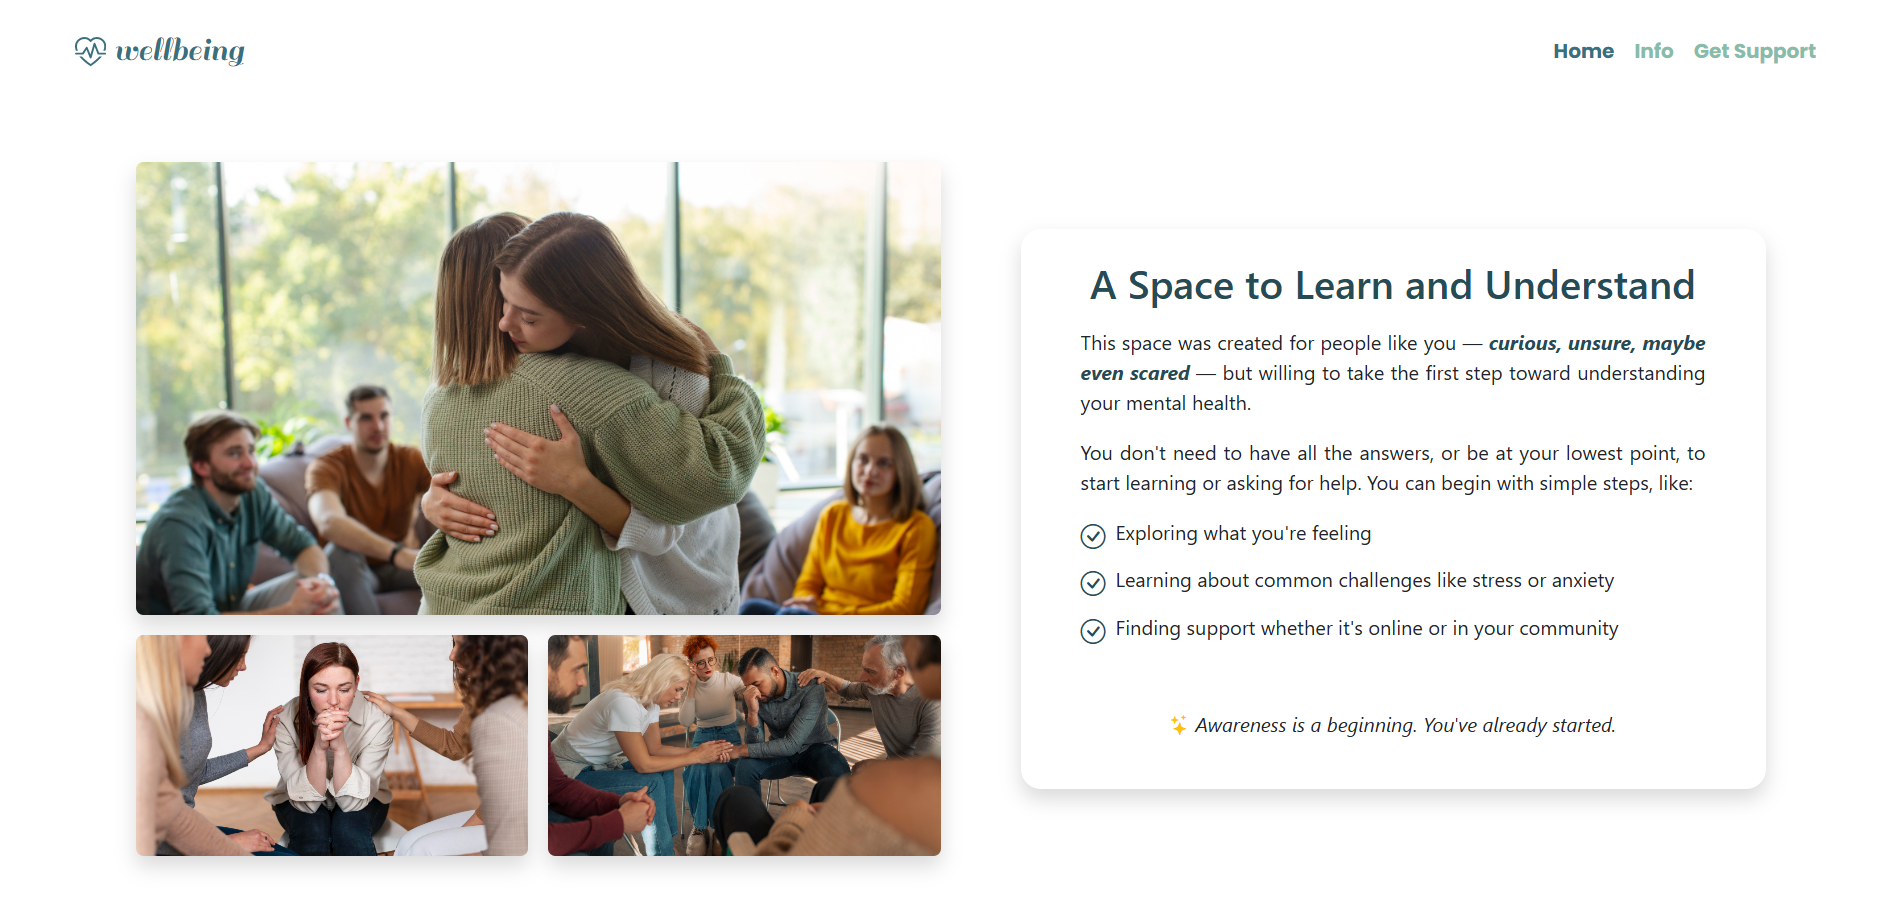 wellbeing
Home Info Get Support
A Space to Learn and Understand
This space was created for people like you — curious, unsure, maybe
even scared — but willing to take the first step toward understanding
your mental health.
You don't need to have all the answers, or be at your lowest point, to
start learning or asking for help. You can begin with simple steps, like:
Exploring what you're feeling
Learning about common challenges like stress or anxiety
Finding support whether it's online or in your community
✨ Awareness is a beginning. You've already started.